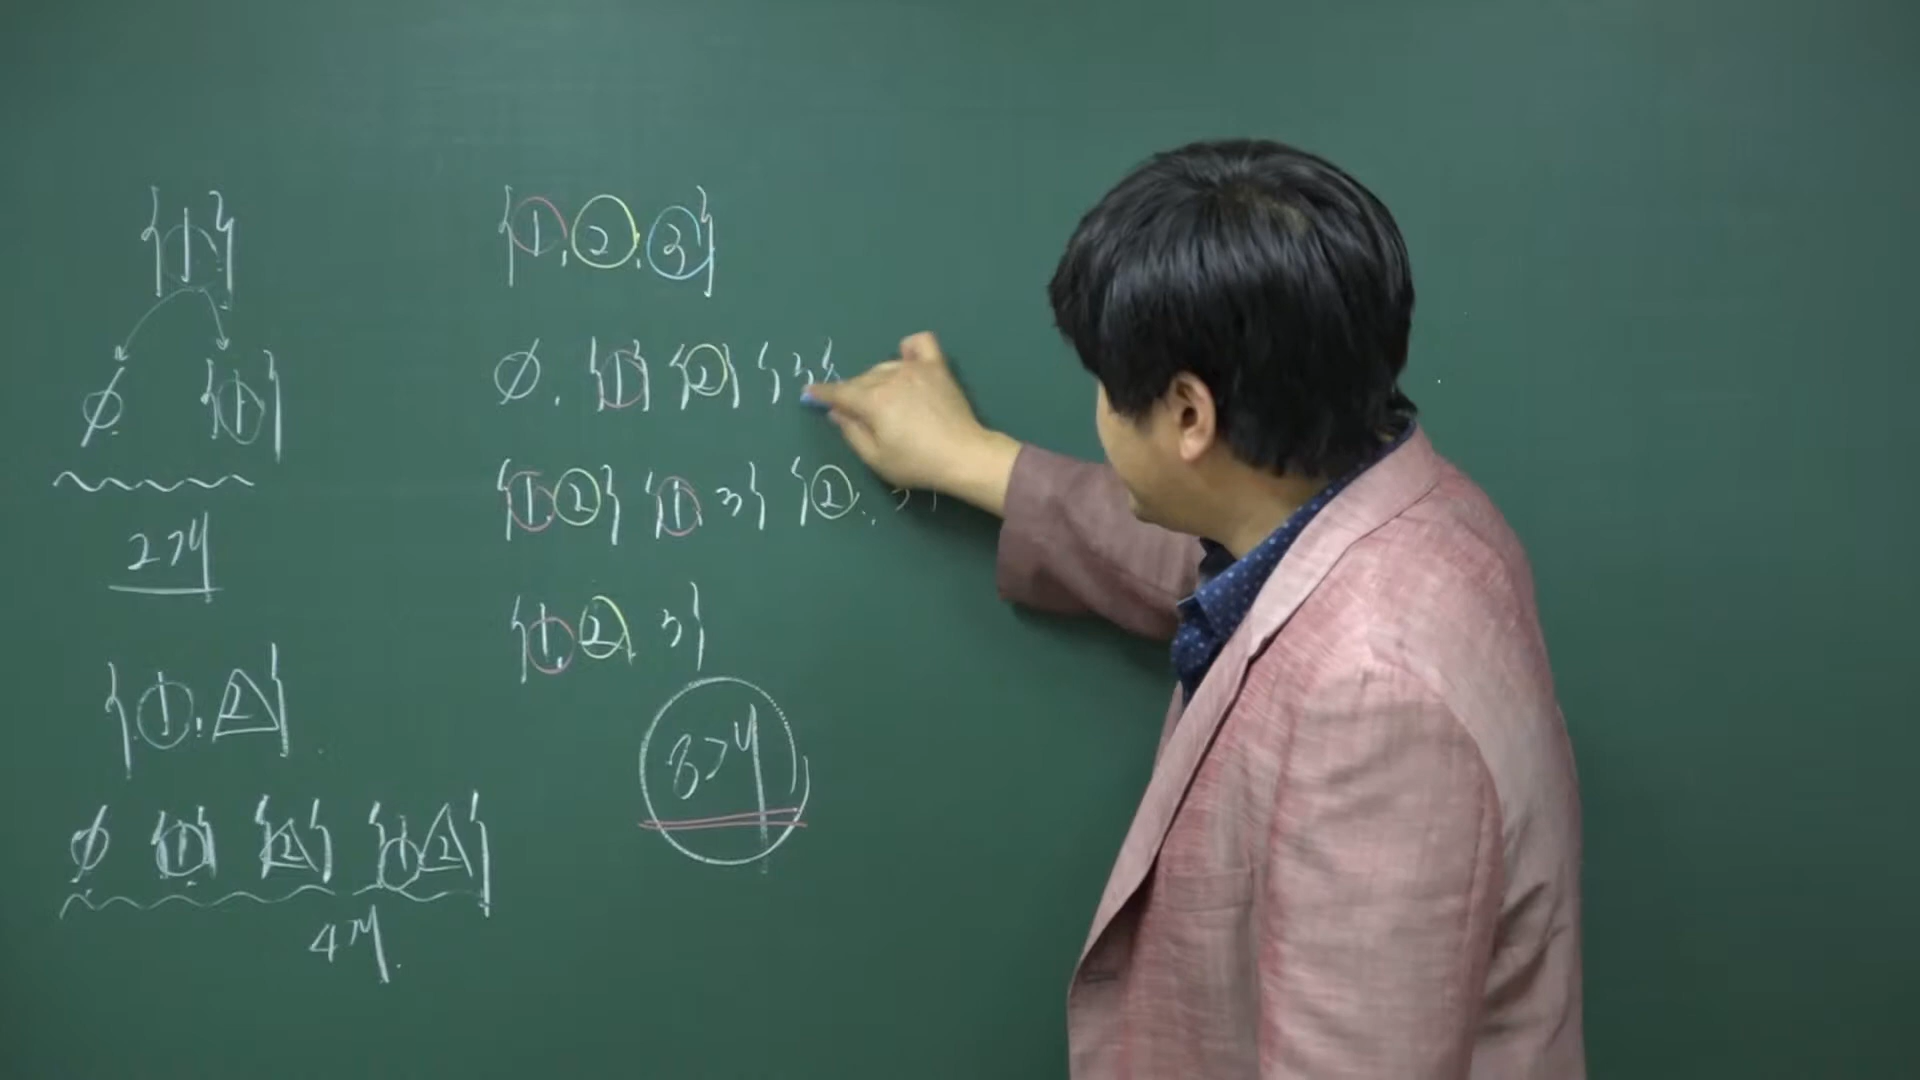 {1}
∅ {1}
2개
{1, 2}
∅ {1} {2} {1 2}
4개
{1, 2, 3}
∅, {1} {2} {3}
{1 2} {1 3} {2, 3}
{1, 2, 3}
8개